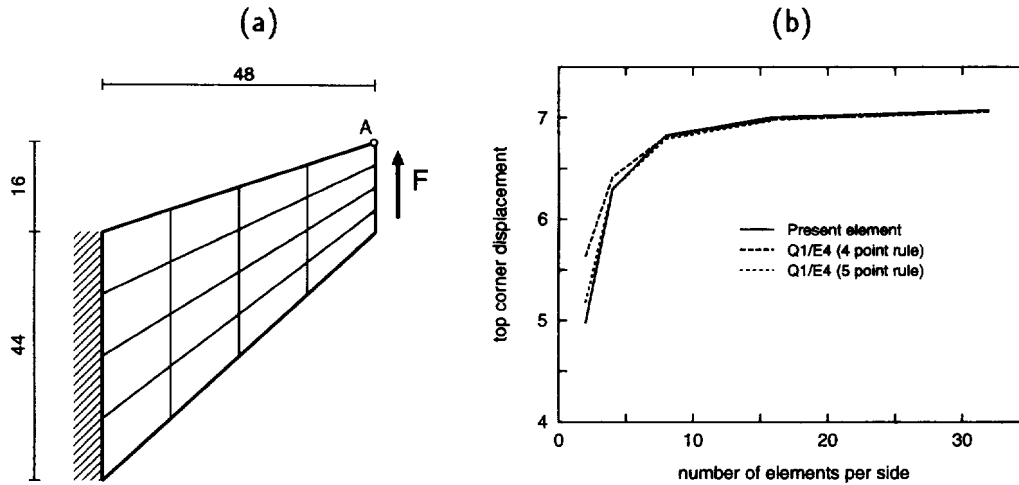 (a)
(b)
48
16
44
A
F
top corner displacement
7
6
5
4
0
10
20
30
number of elements per side
Present element
Q1/E4 (4 point rule)
Q1/E4 (5 point rule)